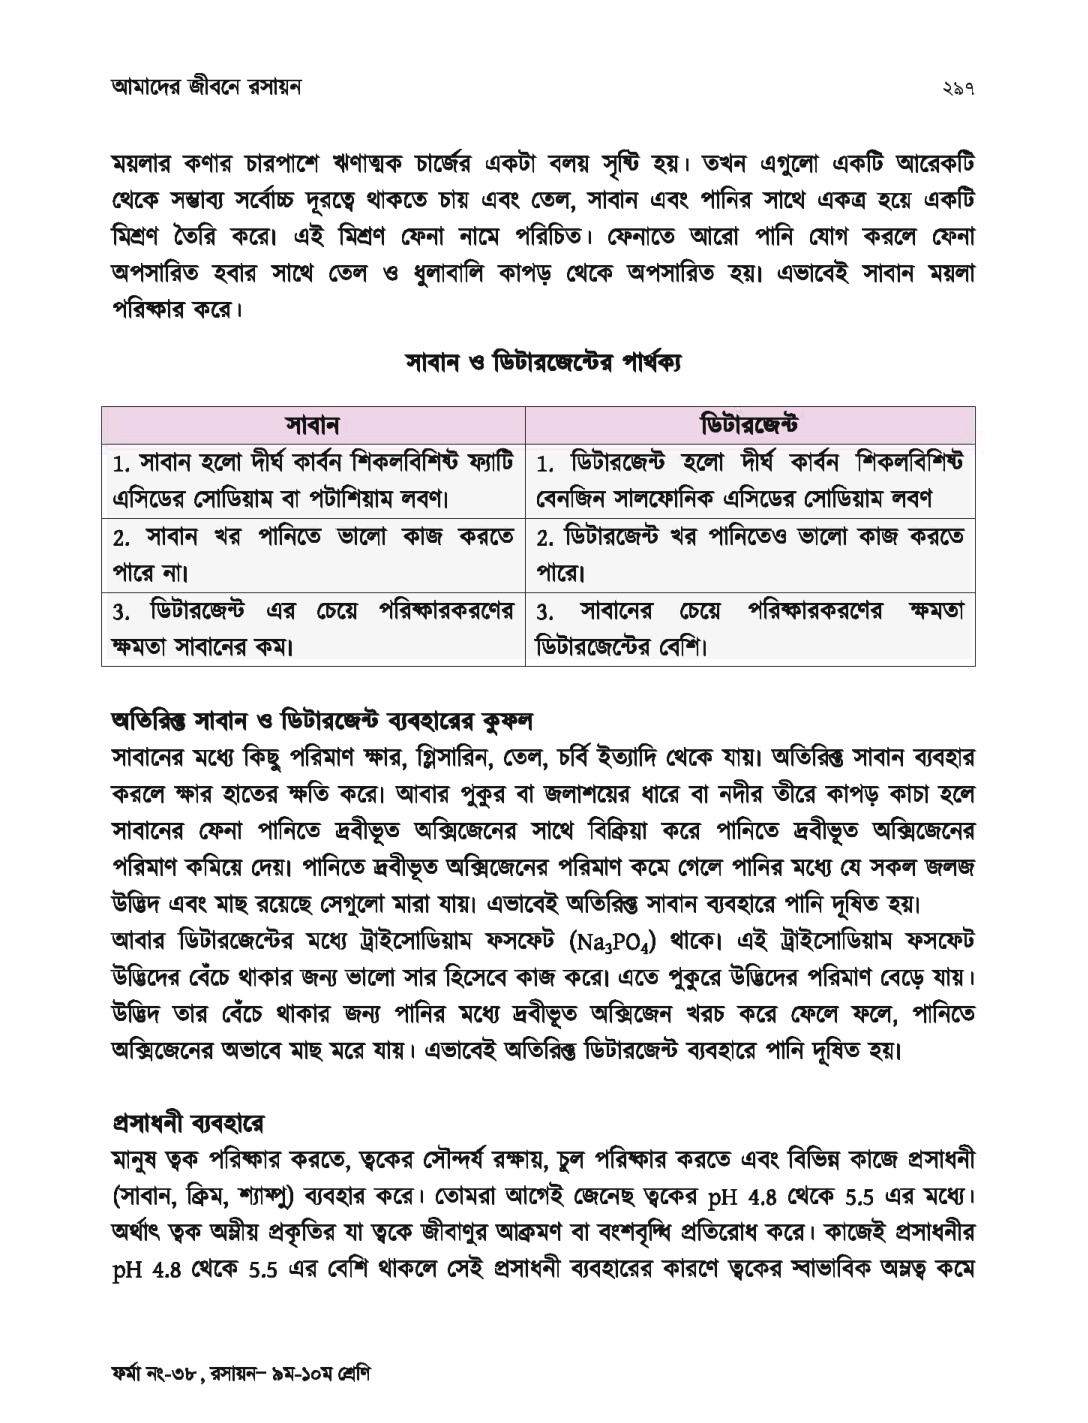 আমাদের জীবনে রসায়ন
২৯৭
ময়লার কণার চারপাশে ঋণাত্মক চার্জের একটা বলয় সৃষ্টি হয়। তখন এগুলো একটি আরেকটি
থেকে সম্ভাব্য সর্বোচ্চ দূরত্বে থাকতে চায় এবং তেল, সাবান এবং পানির সাথে একত্র হয়ে একটি
মিশ্রণ তৈরি করে। এই মিশ্রণ ফেনা নামে পরিচিত। ফেনাতে আরো পানি যোগ করলে ফেনা
অপসারিত হবার সাথে তেল ও ধুলাবালি কাপড় থেকে অপসারিত হয়। এভাবেই সাবান ময়লা
পরিষ্কার করে।
সাবান ও ডিটারজেন্টের পার্থক্য
সাবান
ডিটারজেন্ট
1. সাবান হলো দীর্ঘ কার্বন শিকলবিশিষ্ট ফ্যাটি
এসিডের সোডিয়াম বা পটাশিয়াম লবণ।
1. ডিটারজেন্ট হলো দীর্ঘ কার্বন শিকলবিশিষ্ট
বেনজিন সালফোনিক এসিডের সোডিয়াম লবণ
2. সাবান খর পানিতে ভালো কাজ করতে
পারে না।
2. ডিটারজেন্ট খর পানিতেও ভালো কাজ করতে
পারে।
3. ডিটারজেন্ট এর চেয়ে পরিষ্কারকরণের
ক্ষমতা সাবানের কম।
3. সাবানের চেয়ে পরিষ্কারকরণের ক্ষমতা
ডিটারজেন্টের বেশি।
অতিরিক্ত সাবান ও ডিটারজেন্ট ব্যবহারের কুফল
সাবানের মধ্যে কিছু পরিমাণ ক্ষার, গ্লিসারিন, তেল, চর্বি ইত্যাদি থেকে যায়। অতিরিক্ত সাবান ব্যবহার
করলে ক্ষার হাতের ক্ষতি করে। আবার পুকুর বা জলাশয়ের ধারে বা নদীর তীরে কাপড় কাচা হলে
সাবানের ফেনা পানিতে দ্রবীভূত অক্সিজেনের সাথে বিক্রিয়া করে পানিতে দ্রবীভূত অক্সিজেনের
পরিমাণ কমিয়ে দেয়। পানিতে দ্রবীভূত অক্সিজেনের পরিমাণ কমে গেলে পানির মধ্যে যে সকল জলজ
উদ্ভিদ এবং মাছ রয়েছে সেগুলো মারা যায়। এভাবেই অতিরিক্ত সাবান ব্যবহারে পানি দূষিত হয়।
আবার ডিটারজেন্টের মধ্যে ট্রাইসোডিয়াম ফসফেট (Na₃PO₄) থাকে। এই ট্রাইসোডিয়াম ফসফেট
উদ্ভিদের বেঁচে থাকার জন্য ভালো সার হিসেবে কাজ করে। এতে পুকুরে উদ্ভিদের পরিমাণ বেড়ে যায়।
উদ্ভিদ তার বেঁচে থাকার জন্য পানির মধ্যে দ্রবীভূত অক্সিজেন খরচ করে ফেলে ফলে, পানিতে
অক্সিজেনের অভাবে মাছ মরে যায়। এভাবেই অতিরিক্ত ডিটারজেন্ট ব্যবহারে পানি দূষিত হয়।
প্রসাধনী ব্যবহারে
মানুষ ত্বক পরিষ্কার করতে, ত্বকের সৌন্দর্য রক্ষায়, চুল পরিষ্কার করতে এবং বিভিন্ন কাজে প্রসাধনী
(সাবান, ক্রিম, শ্যাম্পু) ব্যবহার করে। তোমরা আগেই জেনেছ ত্বকের pH 4.8 থেকে 5.5 এর মধ্যে।
অর্থাৎ ত্বক অম্লীয় প্রকৃতির যা ত্বকে জীবাণুর আক্রমণ বা বংশবৃদ্ধি প্রতিরোধ করে। কাজেই প্রসাধনীর
pH 4.8 থেকে 5.5 এর বেশি থাকলে সেই প্রসাধনী ব্যবহারের কারণে ত্বকের স্বাভাবিক অম্লত্ব কমে
ফর্মা নং-৩৮, রসায়ন– ৯ম-১০ম শ্রেণি